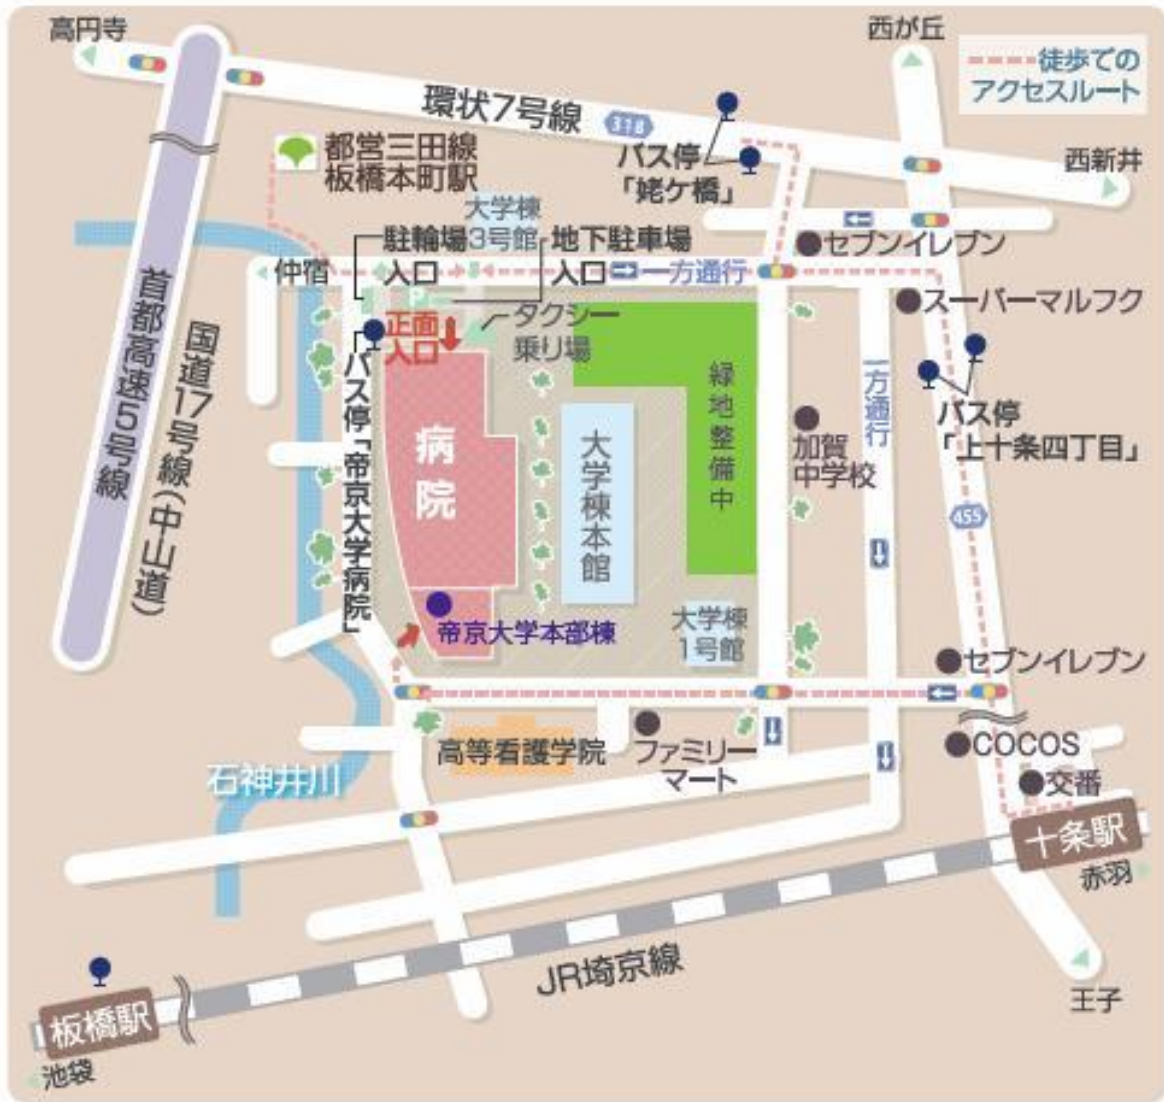 高円寺
西が丘
徒歩での
アクセスルート
環状7号線
318
バス停
「姥ケ橋」
西新井
都営三田線
板橋本町駅
大学棟
3号館
駐輪場
入口
地下駐車場
入口
セブンイレブン
仲宿
一方通行
スーパーマルフク
P
正面
入口
タクシー
乗り場
首都高速5号線
国道17号線(中山道)
バス停「帝京大学病院」
病院
大学棟本館
緑地整備中
加賀
中学校
一方通行
バス停
「上十条四丁目」
455
帝京大学本部棟
大学棟
1号館
セブンイレブン
高等看護学院
ファミリー
マート
COCOS
交番
石神井川
十条駅
赤羽
JR埼京線
王子
板橋駅
池袋